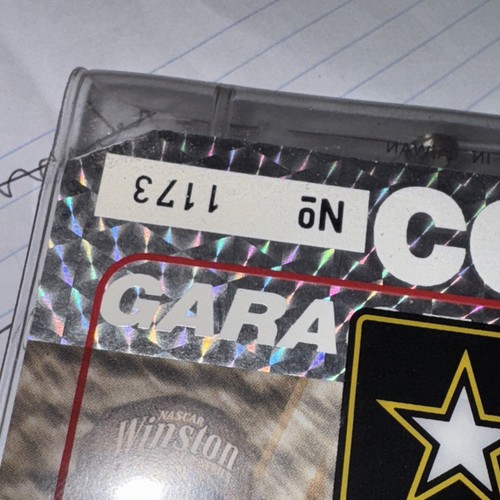 Nº 1173
CO
GARA
NASCAR
Winston